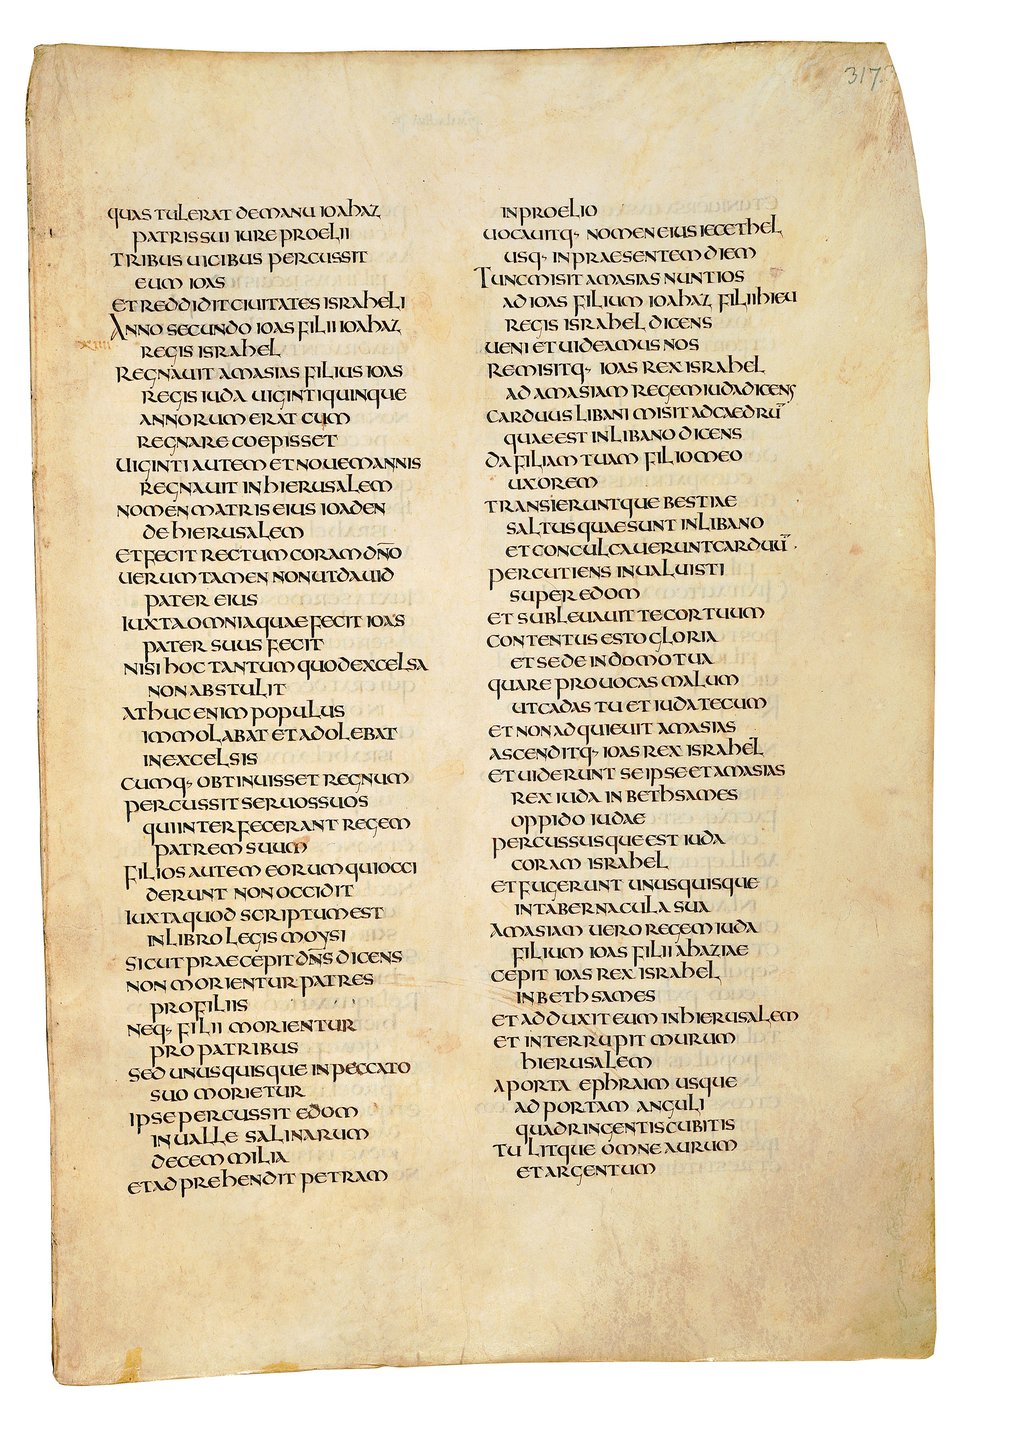 317
QUAS TULERAT DE MANU IOAHAZ
PATRIS SUI IURE PROELII
TRIBUS UICIBUS PERCUSSIT
EUM IOAS
ET REDDIDIT CIUITATES ISRAHELI
ANNO SECUNDO IOAS FILII IOAHAZ
REGIS ISRAHEL
REGNAUIT AMASIAS FILIUS IOAS
REGIS IUDA UIGINTI QUINQUE
ANNORUM ERAT CUM
REGNARE COEPISSET
UIGINTI AUTEM ET NOUEM ANNIS
REGNAUIT IN HIERUSALEM
NOMEN MATRIS EIUS IOADEN
DE HIERUSALEM
ET FECIT RECTUM CORAM DÑO
UERUMTAMEN NON UT DAUID
PATER EIUS
IUXTA OMNIA QUAE FECIT IOAS
PATER SUUS FECIT
NISI HOC TANTUM QUOD EXCELSA
NON ABSTULIT
ATHUC ENIM POPULUS
IMMOLABAT ET ADOLEBAT
IN EXCELSIS
CUMQ· OBTINUISSET REGNUM
PERCUSSIT SERUOS SUOS
QUI INTERFECERANT REGEM
PATREM SUUM
FILIOS AUTEM EORUM QUI OCCI
DERUNT NON OCCIDIT
IUXTA QUOD SCRIPTUM EST
IN LIBRO LEGIS MOYSI
SICUT PRAECEPIT DÑS DICENS
NON MORIENTUR PATRES
PRO FILIIS
NEQ· FILII MORIENTUR
PRO PATRIBUS
SED UNUSQUISQUE IN PECCATO
SUO MORIETUR
IPSE PERCUSSIT EDOM
IN UALLE SALINARUM
DECEM MILIA
ET ADPREHENDIT PETRAM
IN PROELIO
UOCAUITQ· NOMEN EIUS IECETHEL
USQ· IN PRAESENTEM DIEM
TUNC MISIT AMASIAS NUNTIOS
AD IOAS FILIUM IOAHAZ FILII HIEU
REGIS ISRAHEL DICENS
UENI ET UIDEAMUS NOS
REMISITQ· IOAS REX ISRAHEL
AD AMASIAM REGEM IUDA DICENS
CARDUUS LIBANI MISIT AD CAEDRŪ
QUAE EST IN LIBANO DICENS
DA FILIAM TUAM FILIO MEO
UXOREM
TRANSIERUNTQUE BESTIAE
SALTUS QUAE SUNT IN LIBANO
ET CONCULCAUERUNT CARDUŪ
PERCUTIENS INUALUISTI
SUPER EDOM
ET SUBLEUAUIT TE COR TUUM
CONTENTUS ESTO GLORIA
ET SEDE IN DOMO TUA
QUARE PROUOCAS MALUM
UT CADAS TU ET IUDA TECUM
ET NON ADQUIEUIT AMASIAS
ASCENDITQ· IOAS REX ISRAHEL
ET UIDERUNT SE IPSE ET AMASIAS
REX IUDA IN BETHSAMES
OPPIDO IUDAE
PERCUSSUSQUE EST IUDA
CORAM ISRAHEL
ET FUGERUNT UNUSQUISQUE
IN TABERNACULA SUA
AMASIAM UERO REGEM IUDA
FILIUM IOAS FILII AHAZIAE
CEPIT IOAS REX ISRAHEL
IN BETHSAMES
ET ADDUXIT EUM IN HIERUSALEM
ET INTERRUPIT MURUM
HIERUSALEM
A PORTA EPHRAIM USQUE
AD PORTAM ANGULI
QUADRINGENTIS CUBITIS
TULITQUE OMNE AURUM
ET ARGENTUM